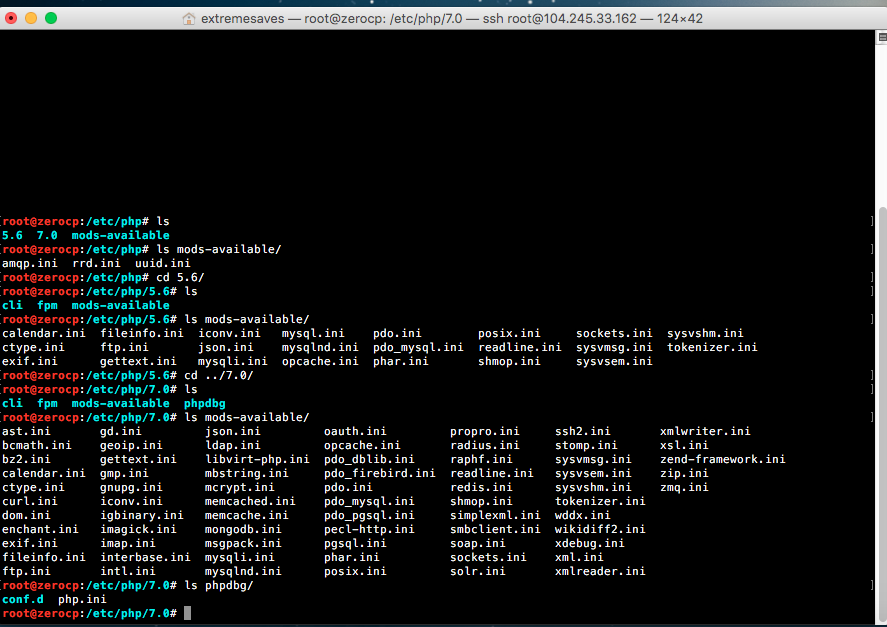 extremesaves — root@zerocp: /etc/php/7.0 — ssh root@104.245.33.162 — 124×42
[root@zerocp:/etc/php# ls ]
5.6  7.0  mods-available
[root@zerocp:/etc/php# ls mods-available/ ]
amqp.ini  rrd.ini  uuid.ini
[root@zerocp:/etc/php# cd 5.6/ ]
[root@zerocp:/etc/php/5.6# ls ]
cli  fpm  mods-available
[root@zerocp:/etc/php/5.6# ls mods-available/ ]
calendar.ini  fileinfo.ini  iconv.ini   mysql.ini    pdo.ini        posix.ini     sockets.ini  sysvshm.ini
ctype.ini     ftp.ini       json.ini    mysqlnd.ini  pdo_mysql.ini  readline.ini  sysvmsg.ini  tokenizer.ini
exif.ini      gettext.ini   mysqli.ini  opcache.ini  phar.ini       shmop.ini     sysvsem.ini
[root@zerocp:/etc/php/5.6# cd ../7.0/ ]
[root@zerocp:/etc/php/7.0# ls ]
cli  fpm  mods-available  phpdbg
[root@zerocp:/etc/php/7.0# ls mods-available/ ]
ast.ini       gd.ini         json.ini         oauth.ini         propro.ini     ssh2.ini       xmlwriter.ini
bcmath.ini    geoip.ini      ldap.ini         opcache.ini       radius.ini     stomp.ini      xsl.ini
bz2.ini       gettext.ini    libvirt-php.ini  pdo_dblib.ini     raphf.ini      sysvmsg.ini    zend-framework.ini
calendar.ini  gmp.ini        mbstring.ini     pdo_firebird.ini  readline.ini   sysvsem.ini    zip.ini
ctype.ini     gnupg.ini      mcrypt.ini       pdo.ini           redis.ini      sysvshm.ini    zmq.ini
curl.ini      iconv.ini      memcached.ini    pdo_mysql.ini     shmop.ini      tokenizer.ini
dom.ini       igbinary.ini   memcache.ini     pdo_pgsql.ini     simplexml.ini  wddx.ini
enchant.ini   imagick.ini    mongodb.ini      pecl-http.ini     smbclient.ini  wikidiff2.ini
exif.ini      imap.ini       msgpack.ini      pgsql.ini         soap.ini       xdebug.ini
fileinfo.ini  interbase.ini  mysqli.ini       phar.ini          sockets.ini    xml.ini
ftp.ini       intl.ini       mysqlnd.ini      posix.ini         solr.ini       xmlreader.ini
[root@zerocp:/etc/php/7.0# ls phpdbg/ ]
conf.d  php.ini
root@zerocp:/etc/php/7.0#